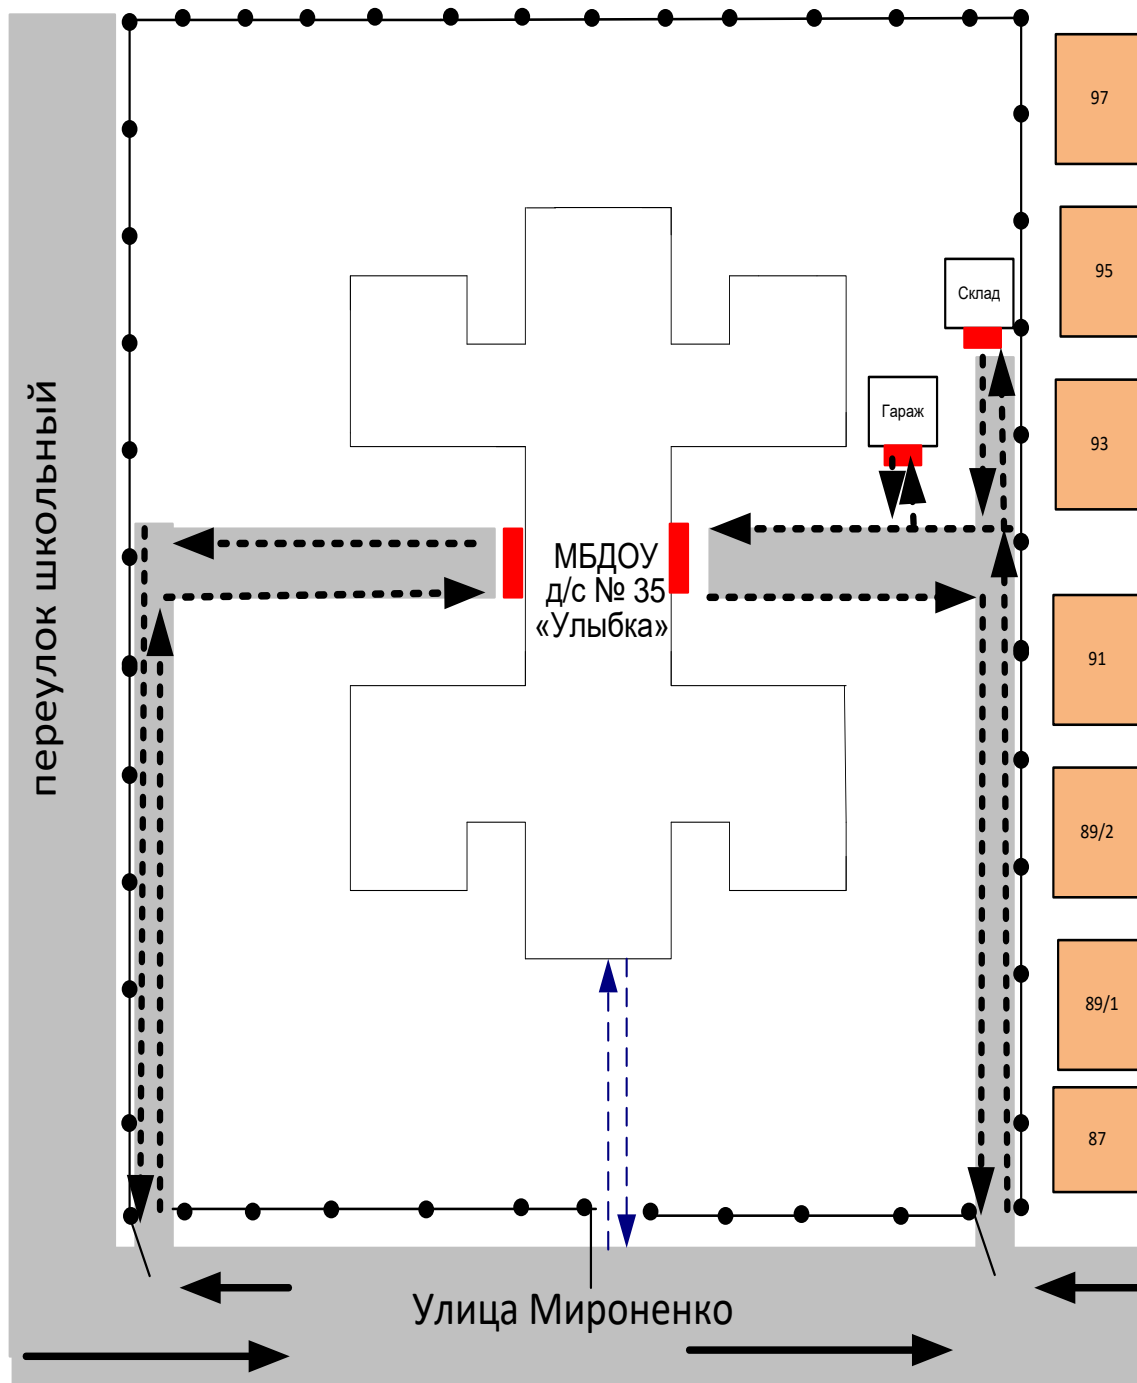 97
95
Склад
93
Гараж
переулок школьный
МБДОУ
д/с № 35
«Улыбка»
91
89/2
89/1
87
Улица Мироненко